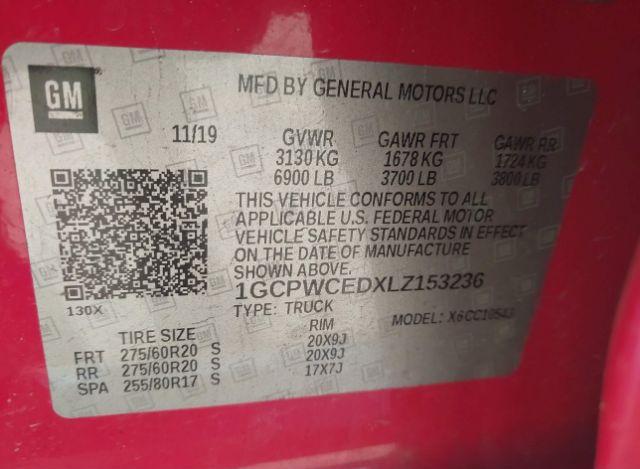 GM
MFD BY GENERAL MOTORS LLC
11/19 GVWR GAWR FRT GAWR RR
3130 KG 1678 KG 1724 KG
6900 LB 3700 LB 3800 LB
THIS VEHICLE CONFORMS TO ALL
APPLICABLE U.S. FEDERAL MOTOR
VEHICLE SAFETY STANDARDS IN EFFECT
ON THE DATE OF MANUFACTURE
SHOWN ABOVE.
1GCPWCEDXLZ153236
130X
TYPE: TRUCK MODEL: X6CC10543
TIRE SIZE RIM
FRT 275/60R20 S 20X9J
RR 275/60R20 S 20X9J
SPA 255/80R17 S 17X7J